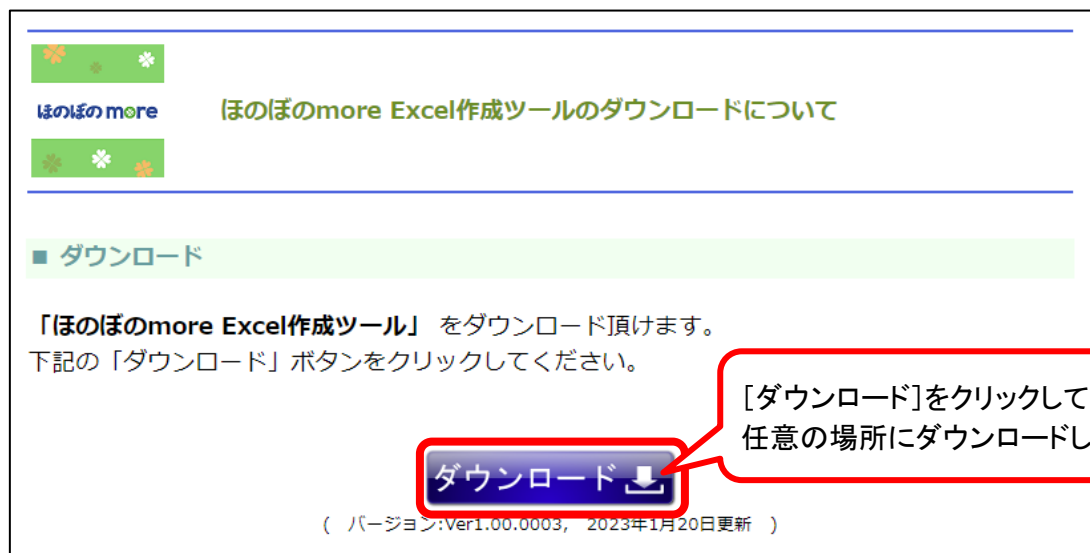 ほのぼのmore
ほのぼのmore Excel作成ツールのダウンロードについて
■ ダウンロード
「ほのぼのmore Excel作成ツール」 をダウンロード頂けます。
下記の「ダウンロード」ボタンをクリックしてください。
[ダウンロード]をクリックして
任意の場所にダウンロードし
ダウンロード
( バージョン:Ver1.00.0003, 2023年1月20日更新 )